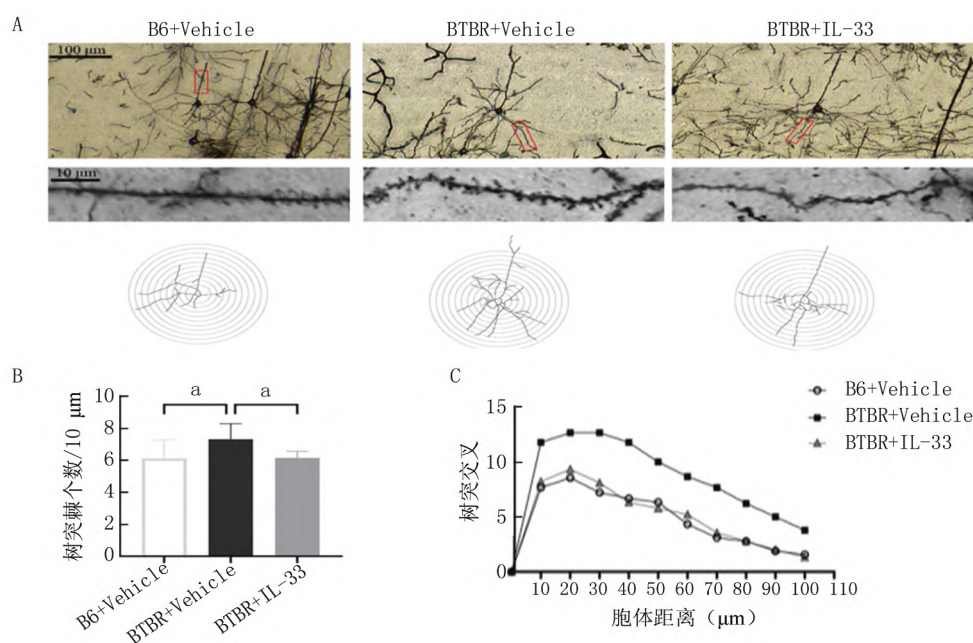 A
B6+Vehicle
BTBR+Vehicle
BTBR+IL-33
100 μm
10 μm
B
a
a
树突棘个数/10 μm
10
8
6
4
2
0
B6+Vehicle
BTBR+Vehicle
BTBR+IL-33
C
B6+Vehicle
BTBR+Vehicle
BTBR+IL-33
树突交叉
15
10
5
0
10 20 30 40 50 60 70 80 90 100 110
胞体距离（μm）